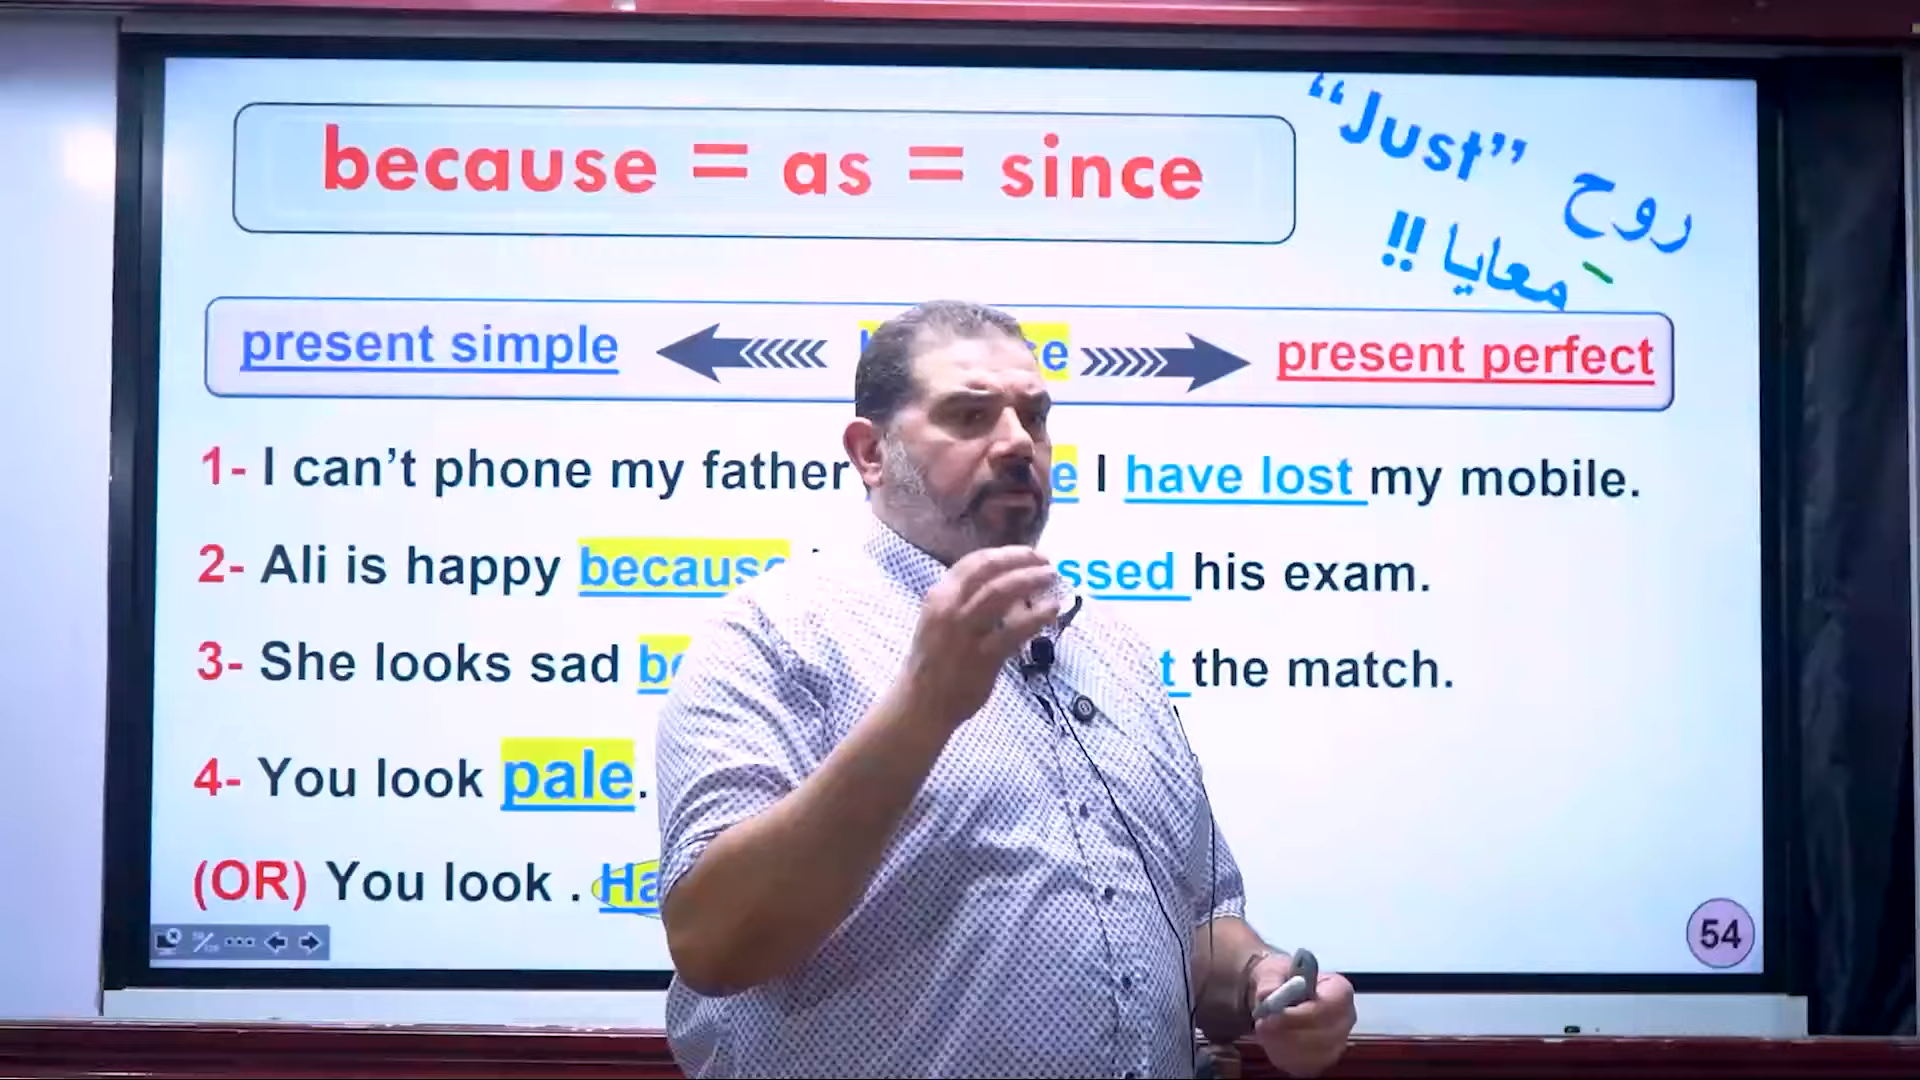 because = as = since
“Just” روح
معايا !!
present simple present perfect
1- I can’t phone my father I have lost my mobile.
2- Ali is happy because his exam.
3- She looks sad the match.
4- You look pale.
(OR) You look .
54